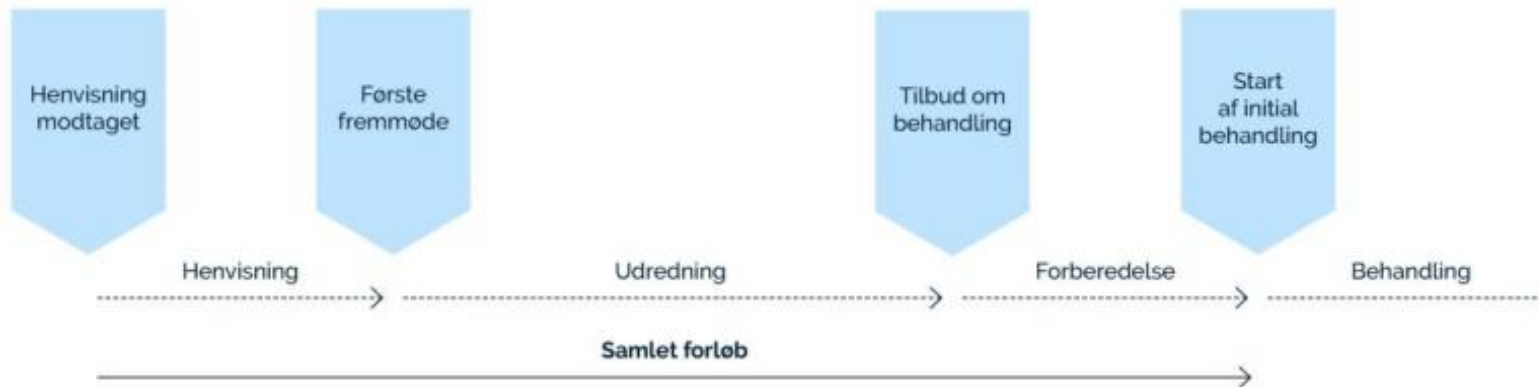 Henvisning
modtaget
Første
fremmøde
Tilbud om
behandling
Start
af initial
behandling
Henvisning
Udredning
Forberedelse
Behandling
Samlet forløb